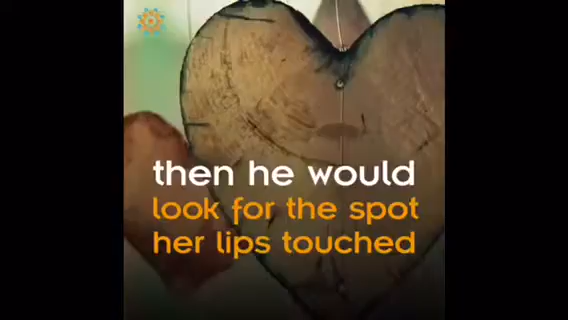 then he would
look for the spot
her lips touched